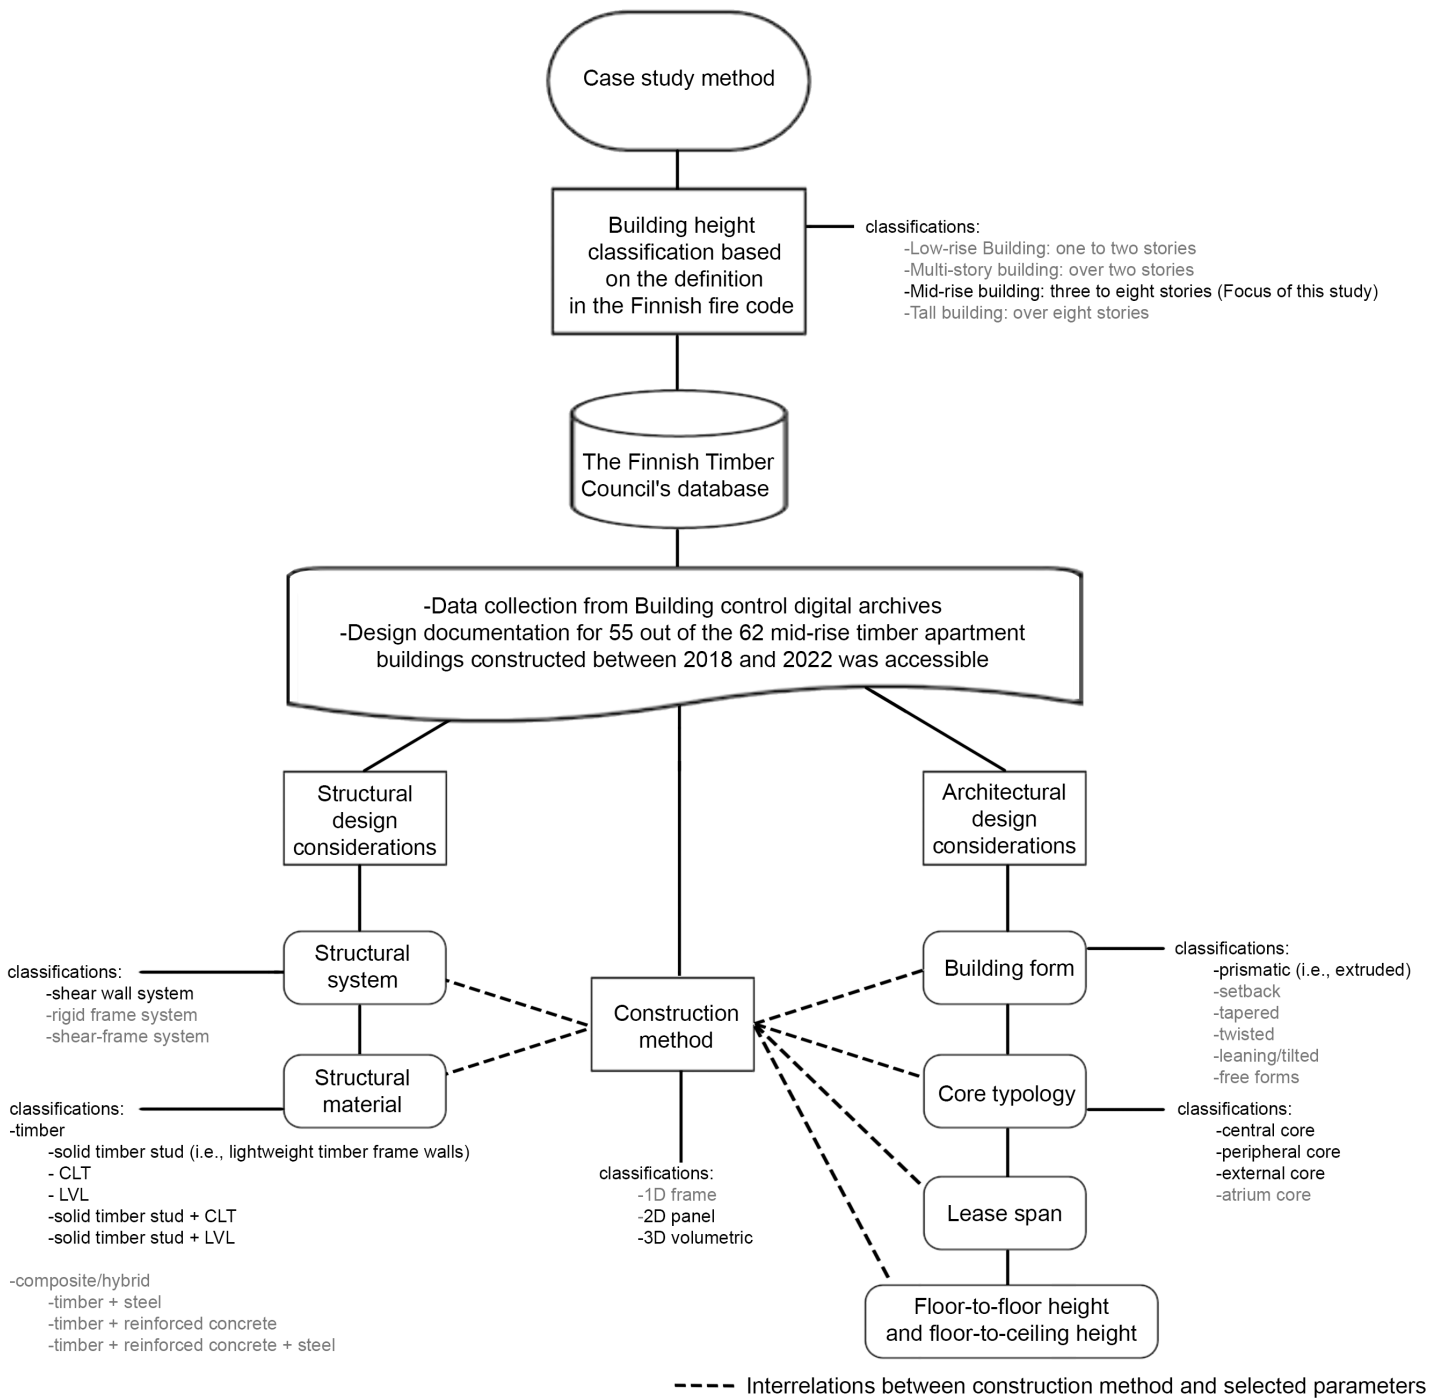 Case study method
Building height
classification based
on the definition
in the Finnish fire code
classifications:
-Low-rise Building: one to two stories
-Multi-story building: over two stories
-Mid-rise building: three to eight stories (Focus of this study)
-Tall building: over eight stories
The Finnish Timber
Council's database
-Data collection from Building control digital archives
-Design documentation for 55 out of the 62 mid-rise timber apartment
buildings constructed between 2018 and 2022 was accessible
Structural
design
considerations
Architectural
design
considerations
Structural
system
classifications:
-shear wall system
-rigid frame system
-shear-frame system
Structural
material
classifications:
-timber
-solid timber stud (i.e., lightweight timber frame walls)
- CLT
- LVL
-solid timber stud + CLT
-solid timber stud + LVL
-composite/hybrid
-timber + steel
-timber + reinforced concrete
-timber + reinforced concrete + steel
Construction
method
classifications:
-1D frame
-2D panel
-3D volumetric
Building form
classifications:
-prismatic (i.e., extruded)
-setback
-tapered
-twisted
-leaning/tilted
-free forms
Core typology
classifications:
-central core
-peripheral core
-external core
-atrium core
Lease span
Floor-to-floor height
and floor-to-ceiling height
Interrelations between construction method and selected parameters